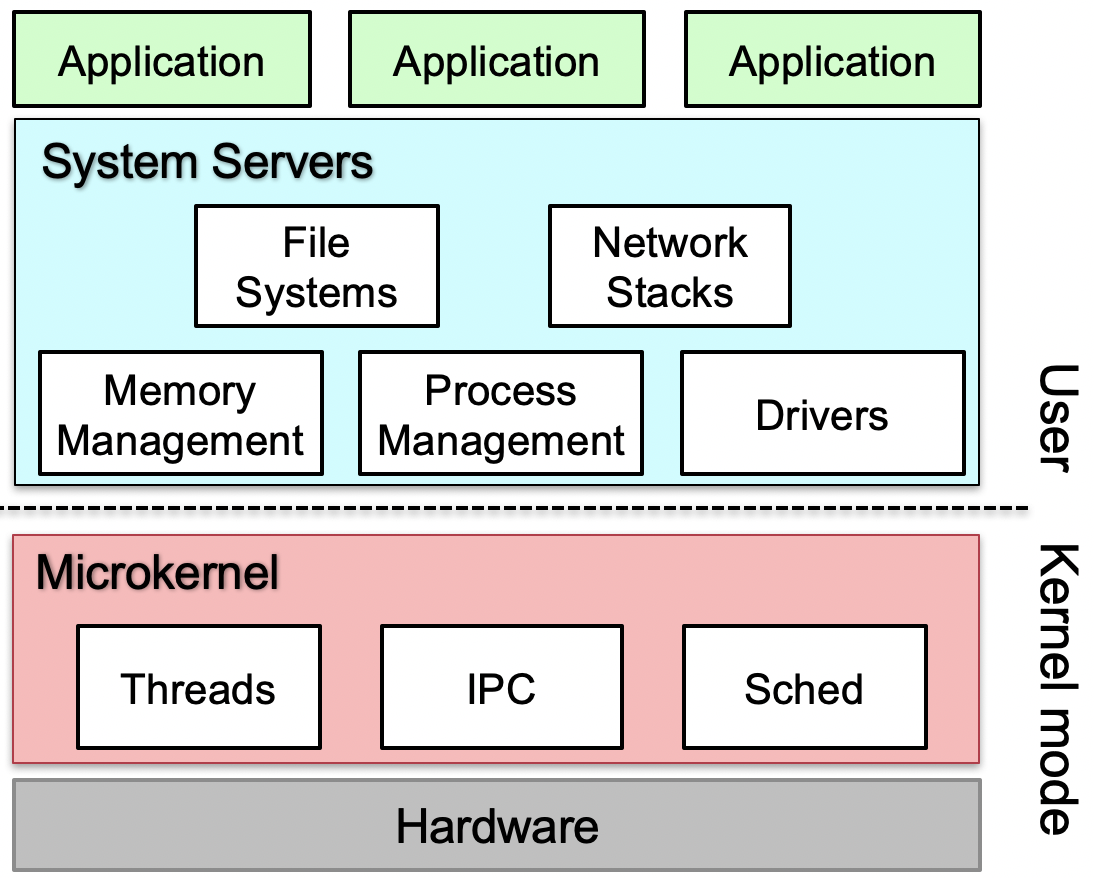 Application
Application
Application
System Servers
File
Systems
Network
Stacks
Memory
Management
Process
Management
Drivers
User
Microkernel
Threads
IPC
Sched
Kernel mode
Hardware